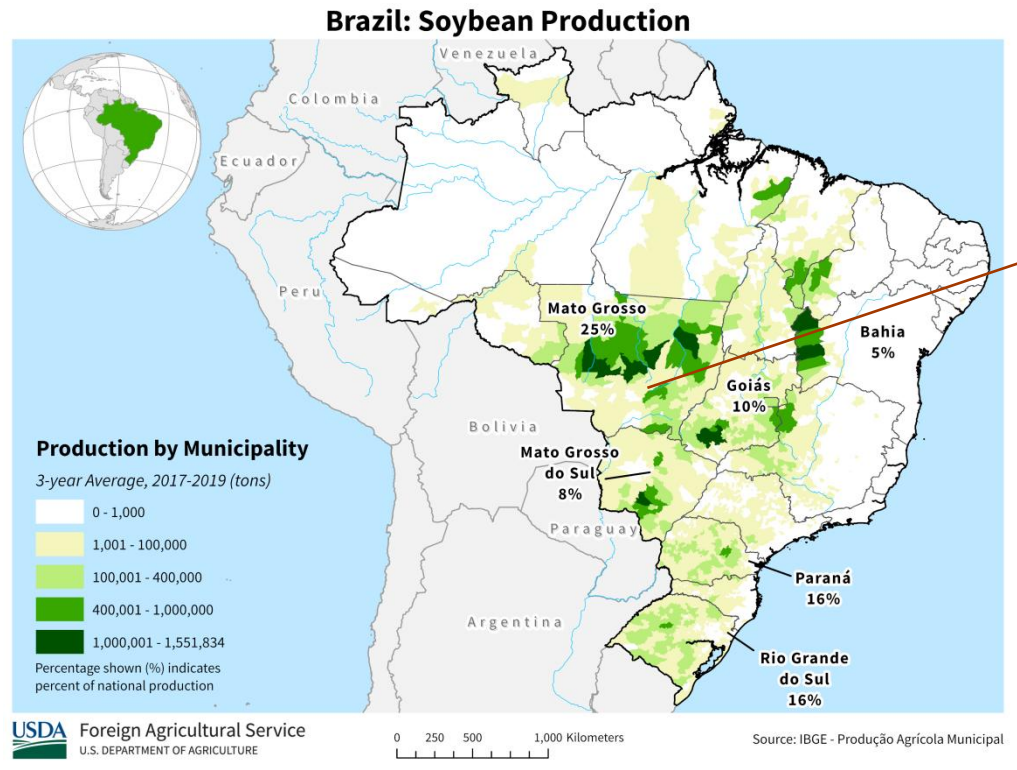 Brazil: Soybean Production
Venezuela
Colombia
Ecuador
Peru
Mato Grosso
25%
Bahia
5%
Goiás
10%
Bolivia
Mato Grosso
do Sul
8%
Paraguay
Paraná
16%
Argentina
Rio Grande
do Sul
16%
Production by Municipality
3-year Average, 2017-2019 (tons)
0 - 1,000
1,001 - 100,000
100,001 - 400,000
400,001 - 1,000,000
1,000,001 - 1,551,834
Percentage shown (%) indicates
percent of national production
USDA
Foreign Agricultural Service
U.S. DEPARTMENT OF AGRICULTURE
0 250 500 1,000 Kilometers
Source: IBGE - Produção Agrícola Municipal